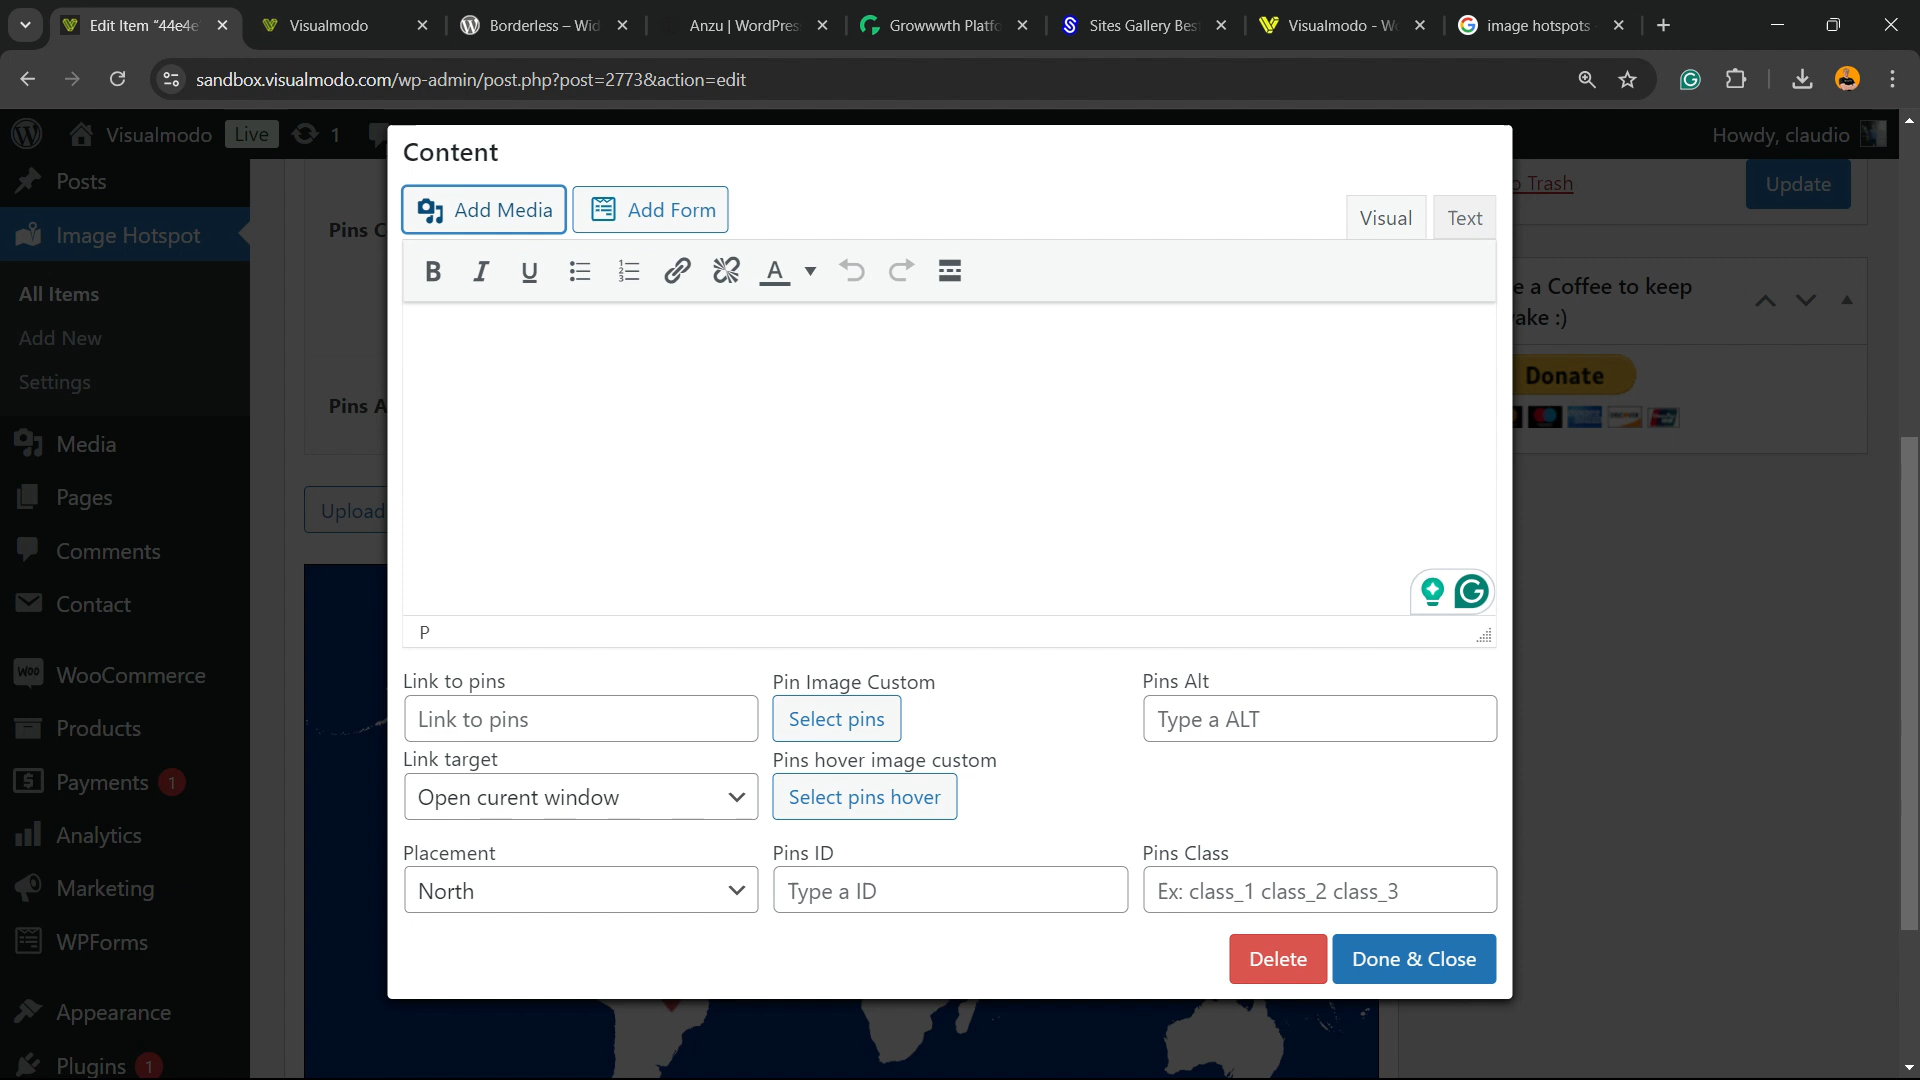 Edit Item “44e4e
Visualmodo
Borderless – Wid
Anzu | WordPres
Growwwth Platfo
Sites Gallery Bes
Visualmodo - Wo
image hotspots -
sandbox.visualmodo.com/wp-admin/post.php?post=2773&action=edit
Visualmodo
Live
1
Howdy, claudio
Posts
Image Hotspot
All Items
Add New
Settings
Media
Pages
Comments
Contact
WooCommerce
Products
Payments 1
Analytics
Marketing
WPForms
Appearance
Plugins 1
Pins C
Pins A
Upload
Content
Add Media
Add Form
Visual
Text
B I U A
P
Link to pins
Link to pins
Pin Image Custom
Select pins
Pins Alt
Type a ALT
Link target
Open curent window
Pins hover image custom
Select pins hover
Placement
North
Pins ID
Type a ID
Pins Class
Ex: class_1 class_2 class_3
Delete
Done & Close
o Trash
Update
e a Coffee to keep
ake :)
Donate